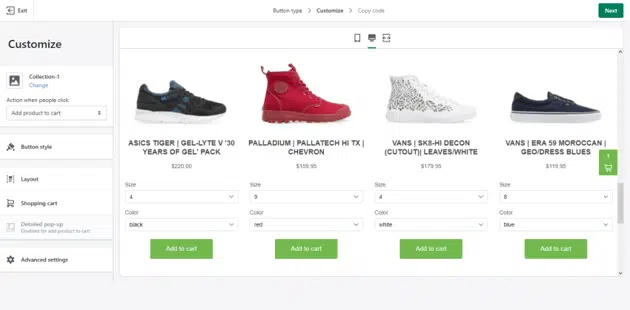 Exit
Button type > Customize > Copy code
Next
Customize
Collection-1
Change
Action when people click:
Add product to cart
Button style
Layout
Shopping cart
Detailed pop-up
Disabled for add product to cart
Advanced settings
ASICS TIGER | GEL-LYTE V '30
YEARS OF GEL' PACK
$220.00
Size
4
Color
black
Add to cart
PALLADIUM | PALLATECH HI TX |
CHEVRON
$159.95
Size
9
Color
red
Add to cart
VANS | SK8-HI DECON
(CUTOUT)| LEAVES/WHITE
$179.95
Size
4
Color
white
Add to cart
VANS | ERA 59 MOROCCAN |
GEO/DRESS BLUES
$119.95
Size
8
Color
blue
Add to cart
1